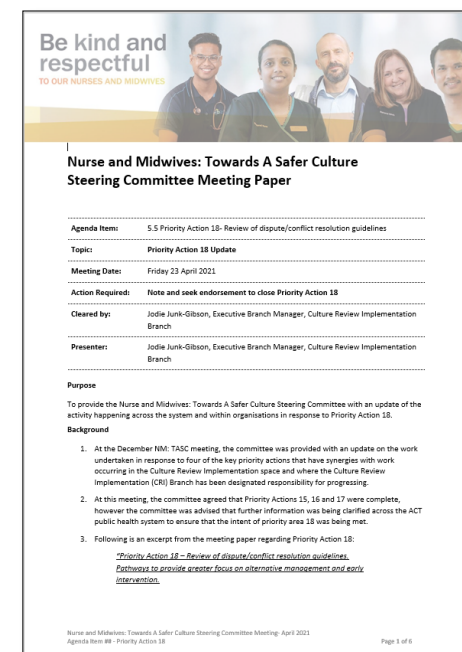 Be kind and
respectful
TO OUR NURSES AND MIDWIVES
Nurse and Midwives: Towards A Safer Culture
Steering Committee Meeting Paper
Agenda Item: 5.5 Priority Action 18- Review of dispute/conflict resolution guidelines
Topic: Priority Action 18 Update
Meeting Date: Friday 23 April 2021
Action Required: Note and seek endorsement to close Priority Action 18
Cleared by: Jodie Junk-Gibson, Executive Branch Manager, Culture Review Implementation
Branch
Presenter: Jodie Junk-Gibson, Executive Branch Manager, Culture Review Implementation
Branch
Purpose
To provide the Nurse and Midwives: Towards A Safer Culture Steering Committee with an update of the
activity happening across the system and within organisations in response to Priority Action 18.
Background
1. At the December NM: TASC meeting, the committee was provided with an update on the work
undertaken in response to four of the key priority actions that have synergies with work
occurring in the Culture Review Implementation space and where the Culture Review
Implementation (CRI) Branch has been designated responsibility for progressing.
2. At this meeting, the committee agreed that Priority Actions 15, 16 and 17 were complete,
however the committee was advised that further information was being clarified across the ACT
public health system to ensure that the intent of priority area 18 was being met.
3. Following is an excerpt from the meeting paper regarding Priority Action 18:
"Priority Action 18 – Review of dispute/conflict resolution guidelines.
Pathways to provide greater focus on alternative management and early
intervention.
Nurse and Midwives: Towards A Safer Culture Steering Committee Meeting- April 2021
Agenda Item ## - Priority Action 18 Page 1 of 6